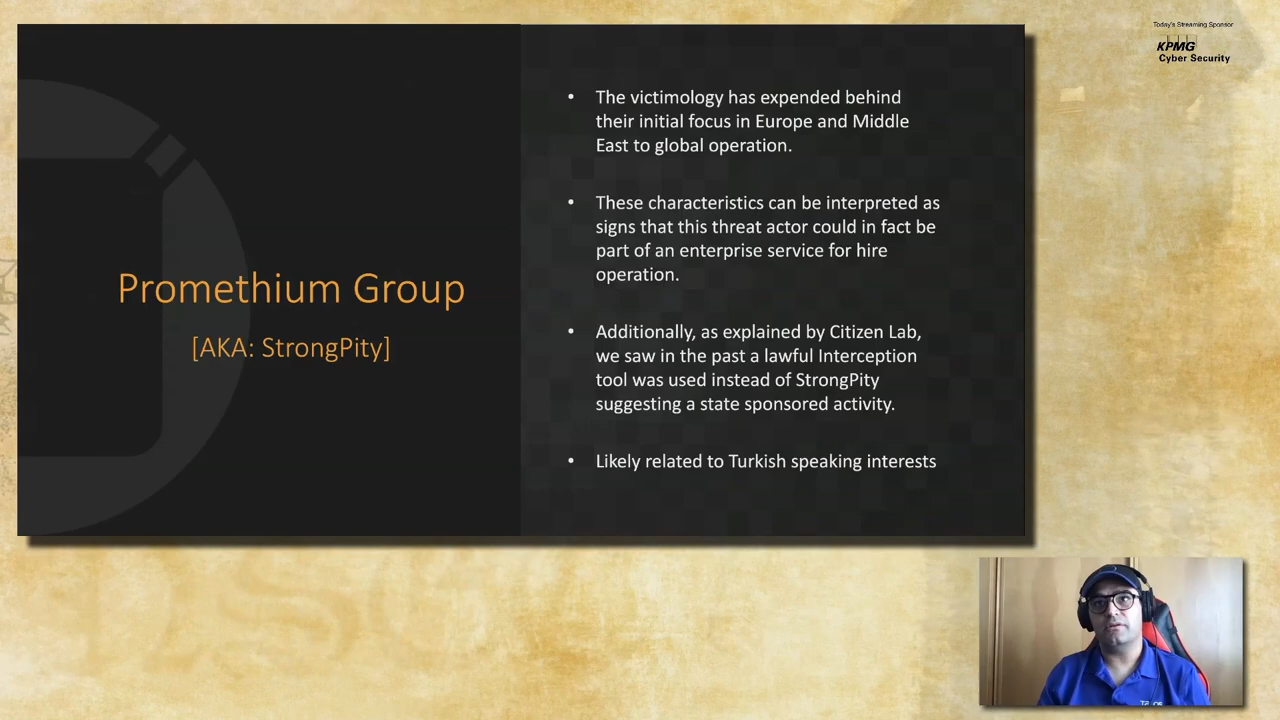 Today's Streaming Sponsor
KPMG
Cyber Security
Promethium Group
[AKA: StrongPity]
• The victimology has expended behind
their initial focus in Europe and Middle
East to global operation.
• These characteristics can be interpreted as
signs that this threat actor could in fact be
part of an enterprise service for hire
operation.
• Additionally, as explained by Citizen Lab,
we saw in the past a lawful Interception
tool was used instead of StrongPity
suggesting a state sponsored activity.
• Likely related to Turkish speaking interests